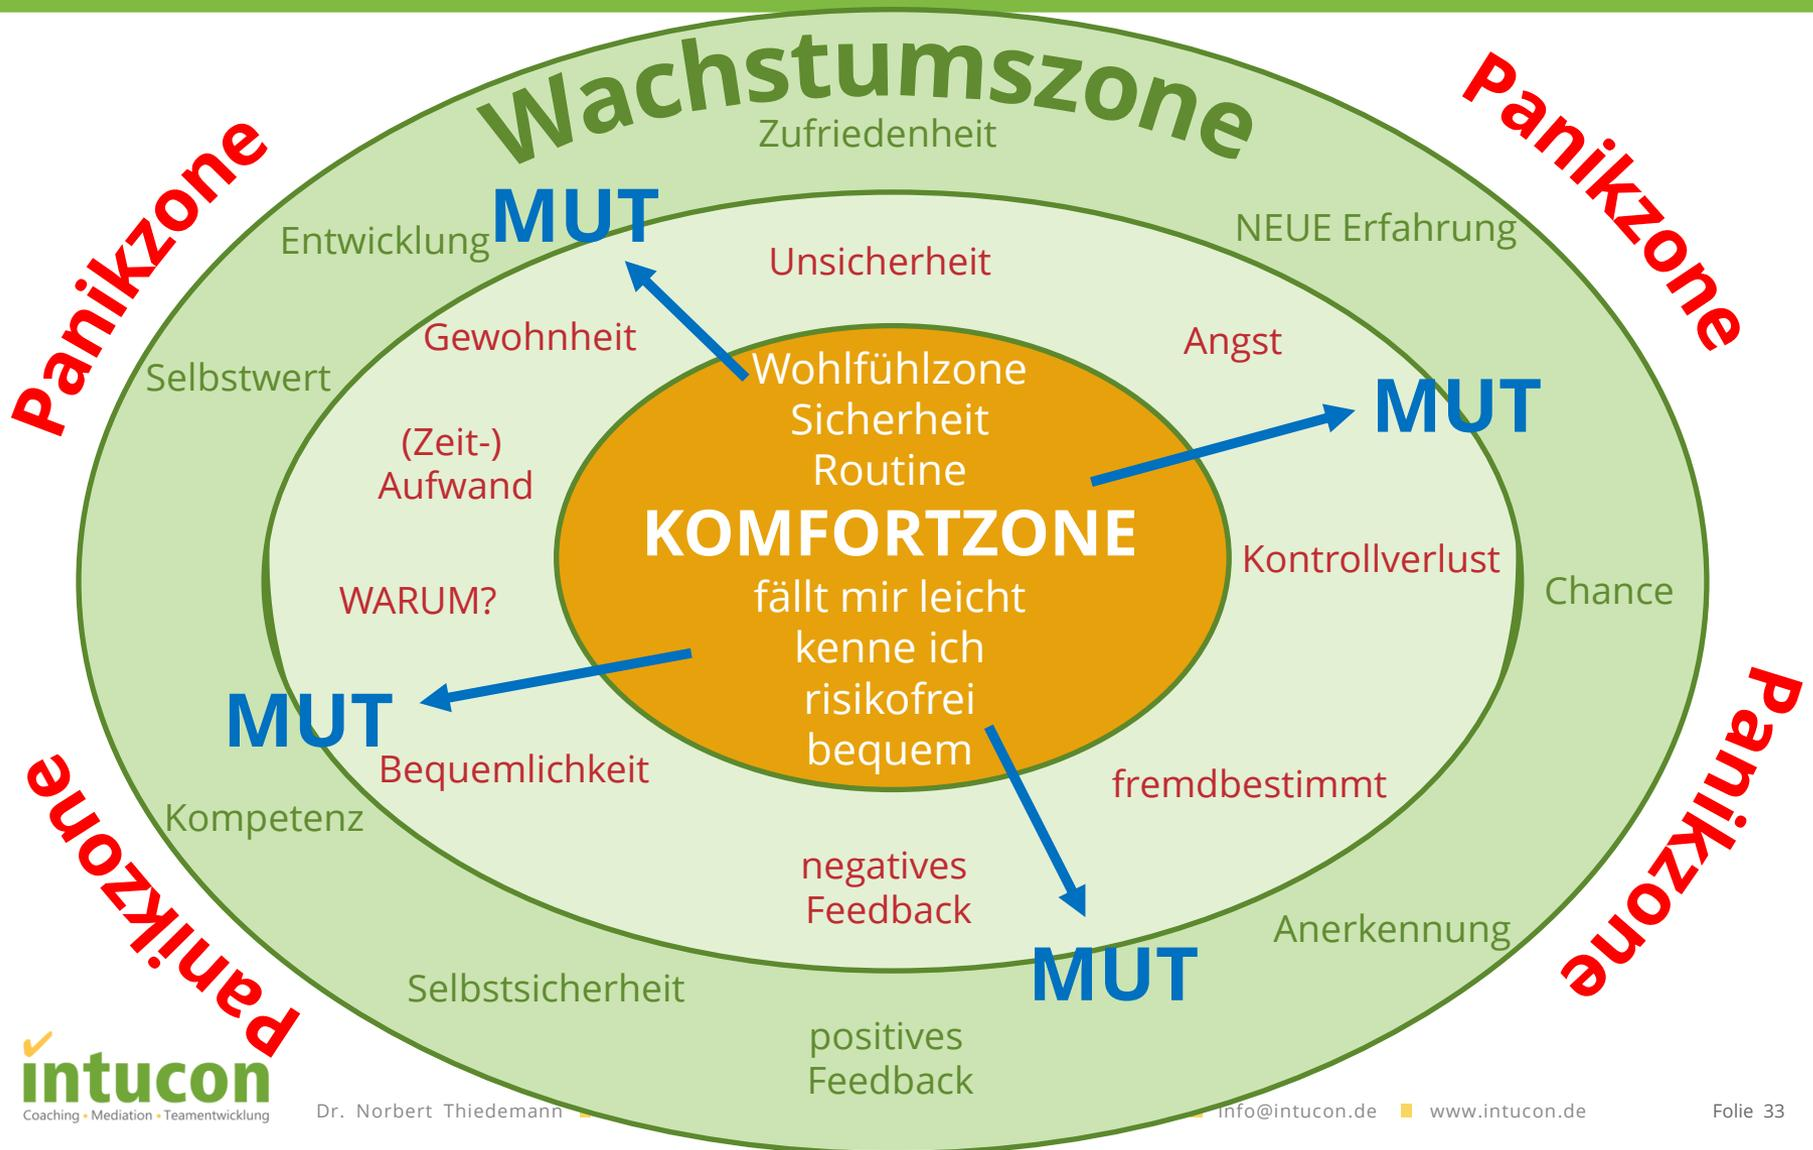 Wachstumszone
Zufriedenheit
Panikzone
Panikzone
MUT
Entwicklung
NEUE Erfahrung
Unsicherheit
Gewohnheit
Angst
Selbstwert
MUT
(Zeit-)
Aufwand
Wohlfühlzone
Sicherheit
Routine
KOMFORTZONE
fällt mir leicht
kenne ich
risikofrei
bequem
Kontrollverlust
Chance
WARUM?
MUT
Bequemlichkeit
fremdbestimmt
Kompetenz
Panikzone
Panikzone
negatives
Feedback
Anerkennung
MUT
Selbstsicherheit
positives
Feedback
intucon
Coaching • Mediation • Teamentwicklung
Dr. Norbert Thiedemann
info@intucon.de
www.intucon.de
Folie 33